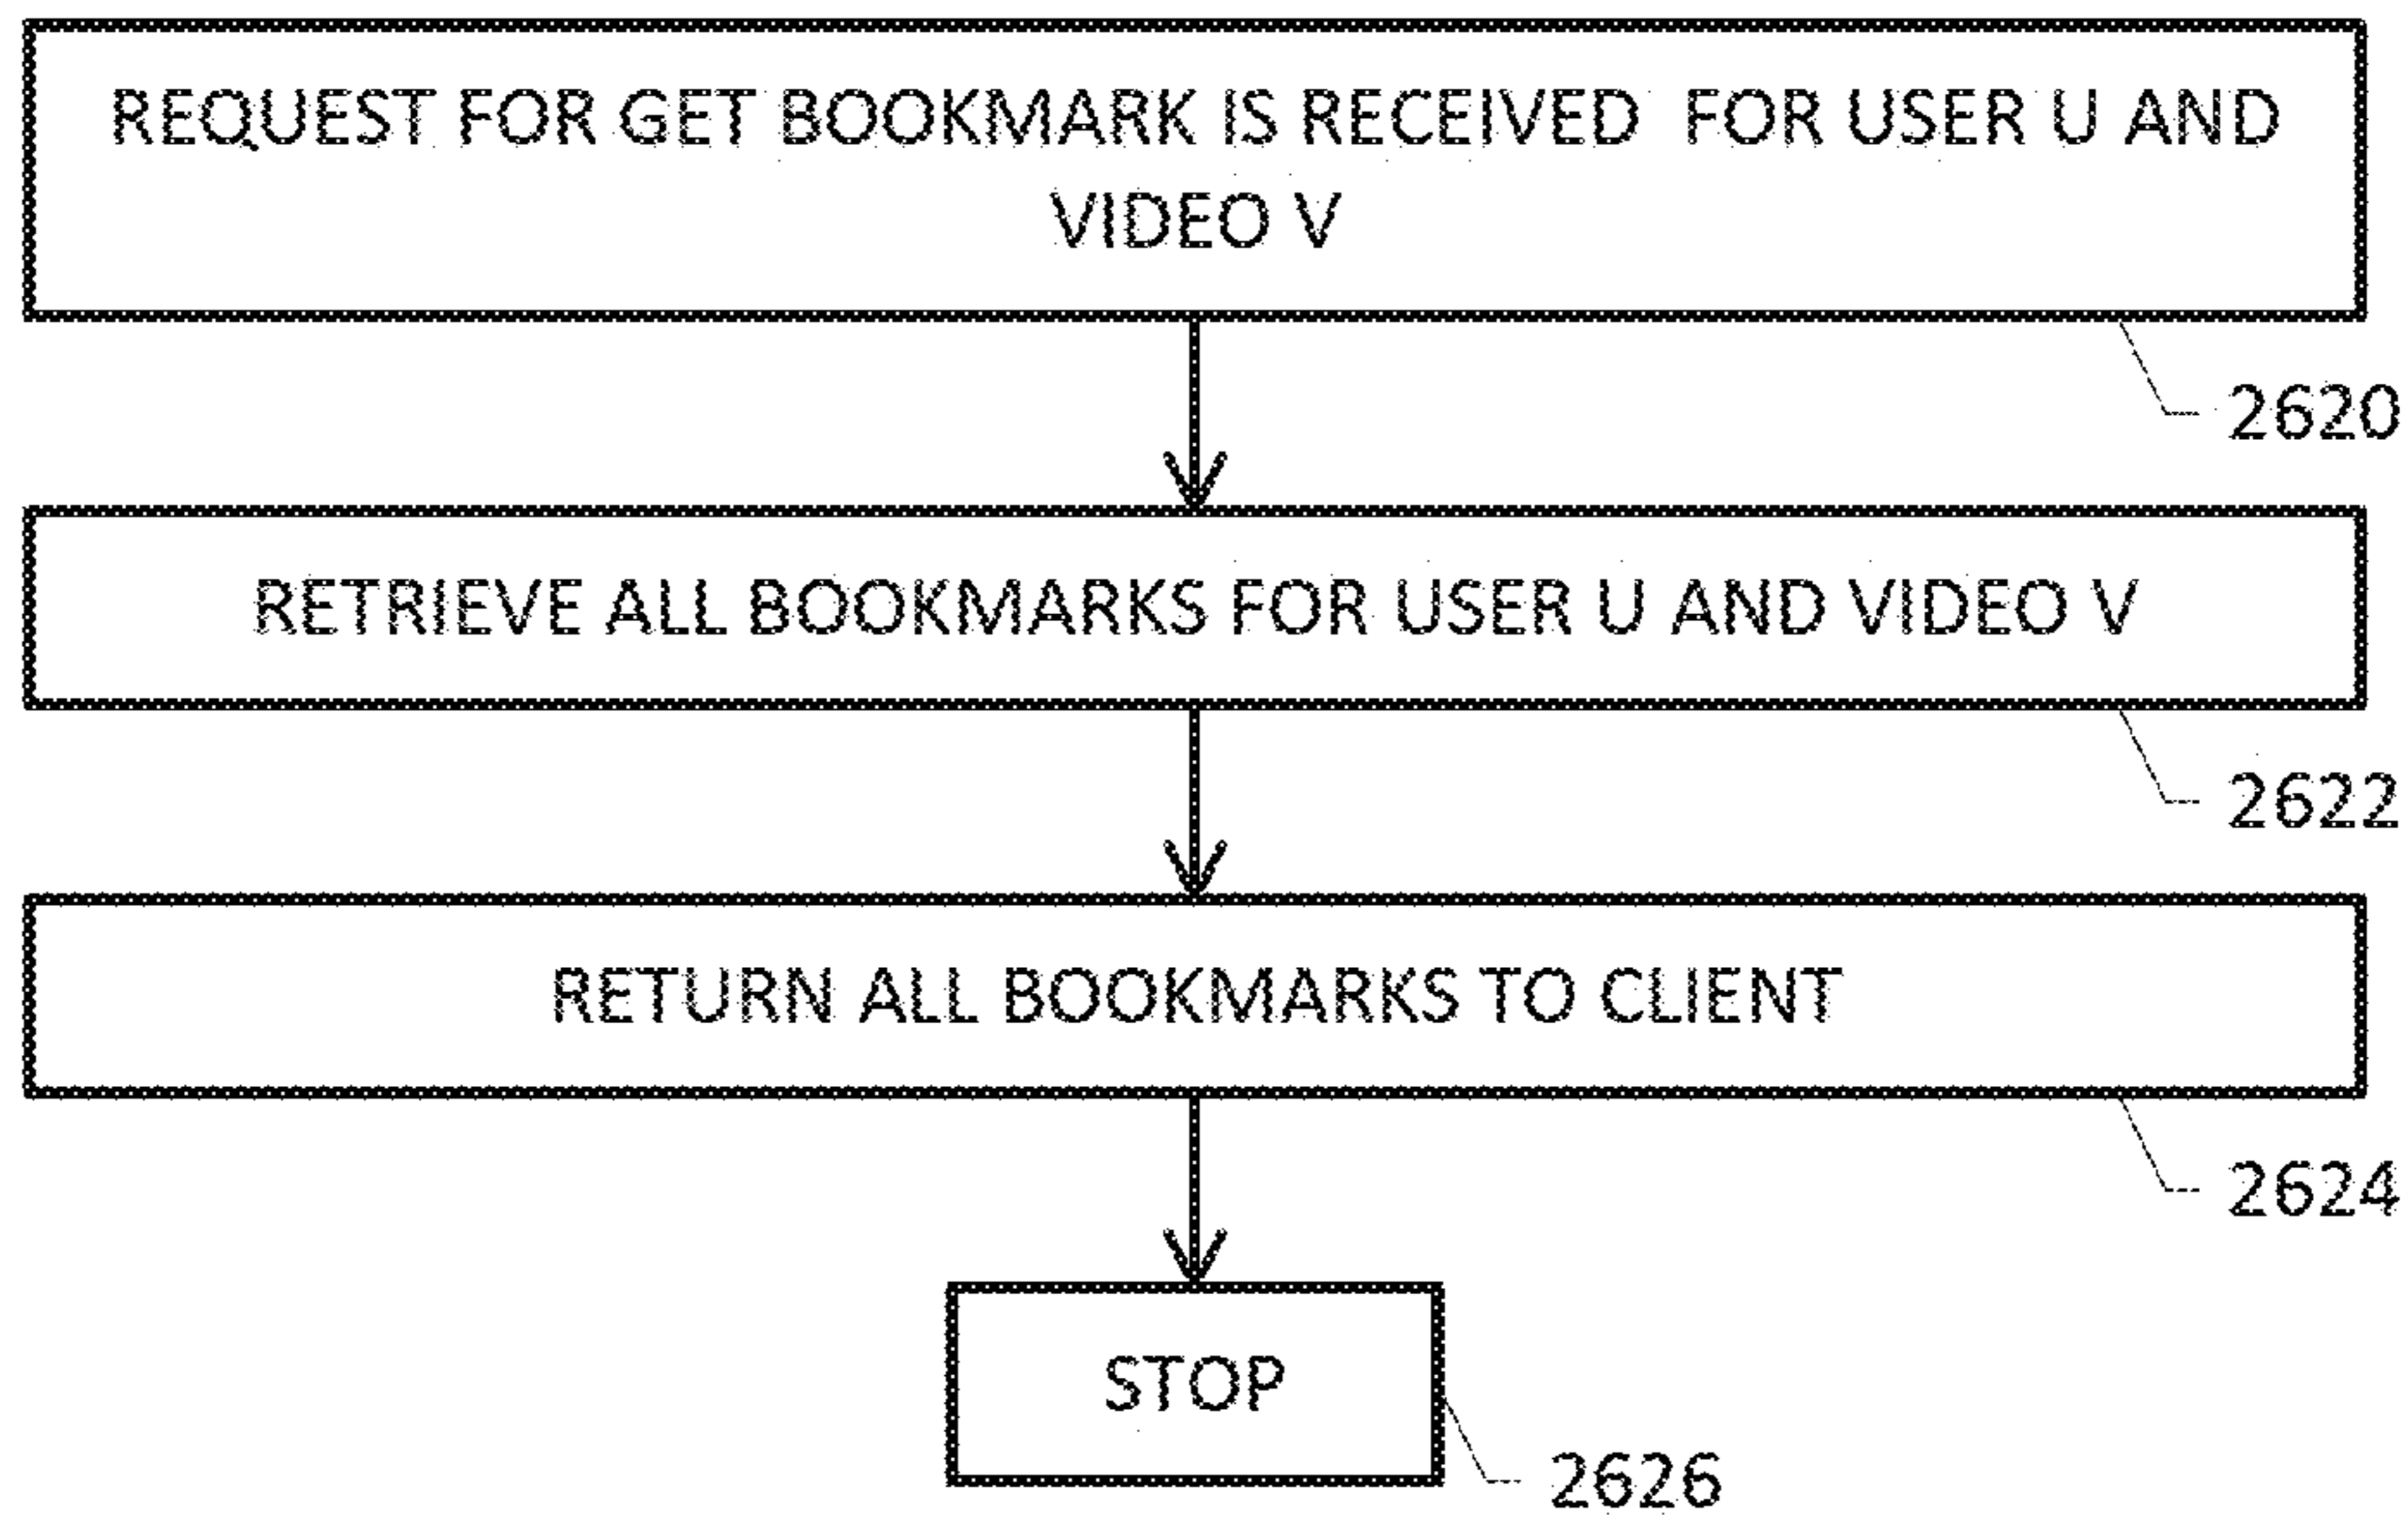 REQUEST FOR GET BOOKMARK IS RECEIVED FOR USER U AND
VIDEO V
2620
RETRIEVE ALL BOOKMARKS FOR USER U AND VIDEO V
2622
RETURN ALL BOOKMARKS TO CLIENT
2624
STOP
2626